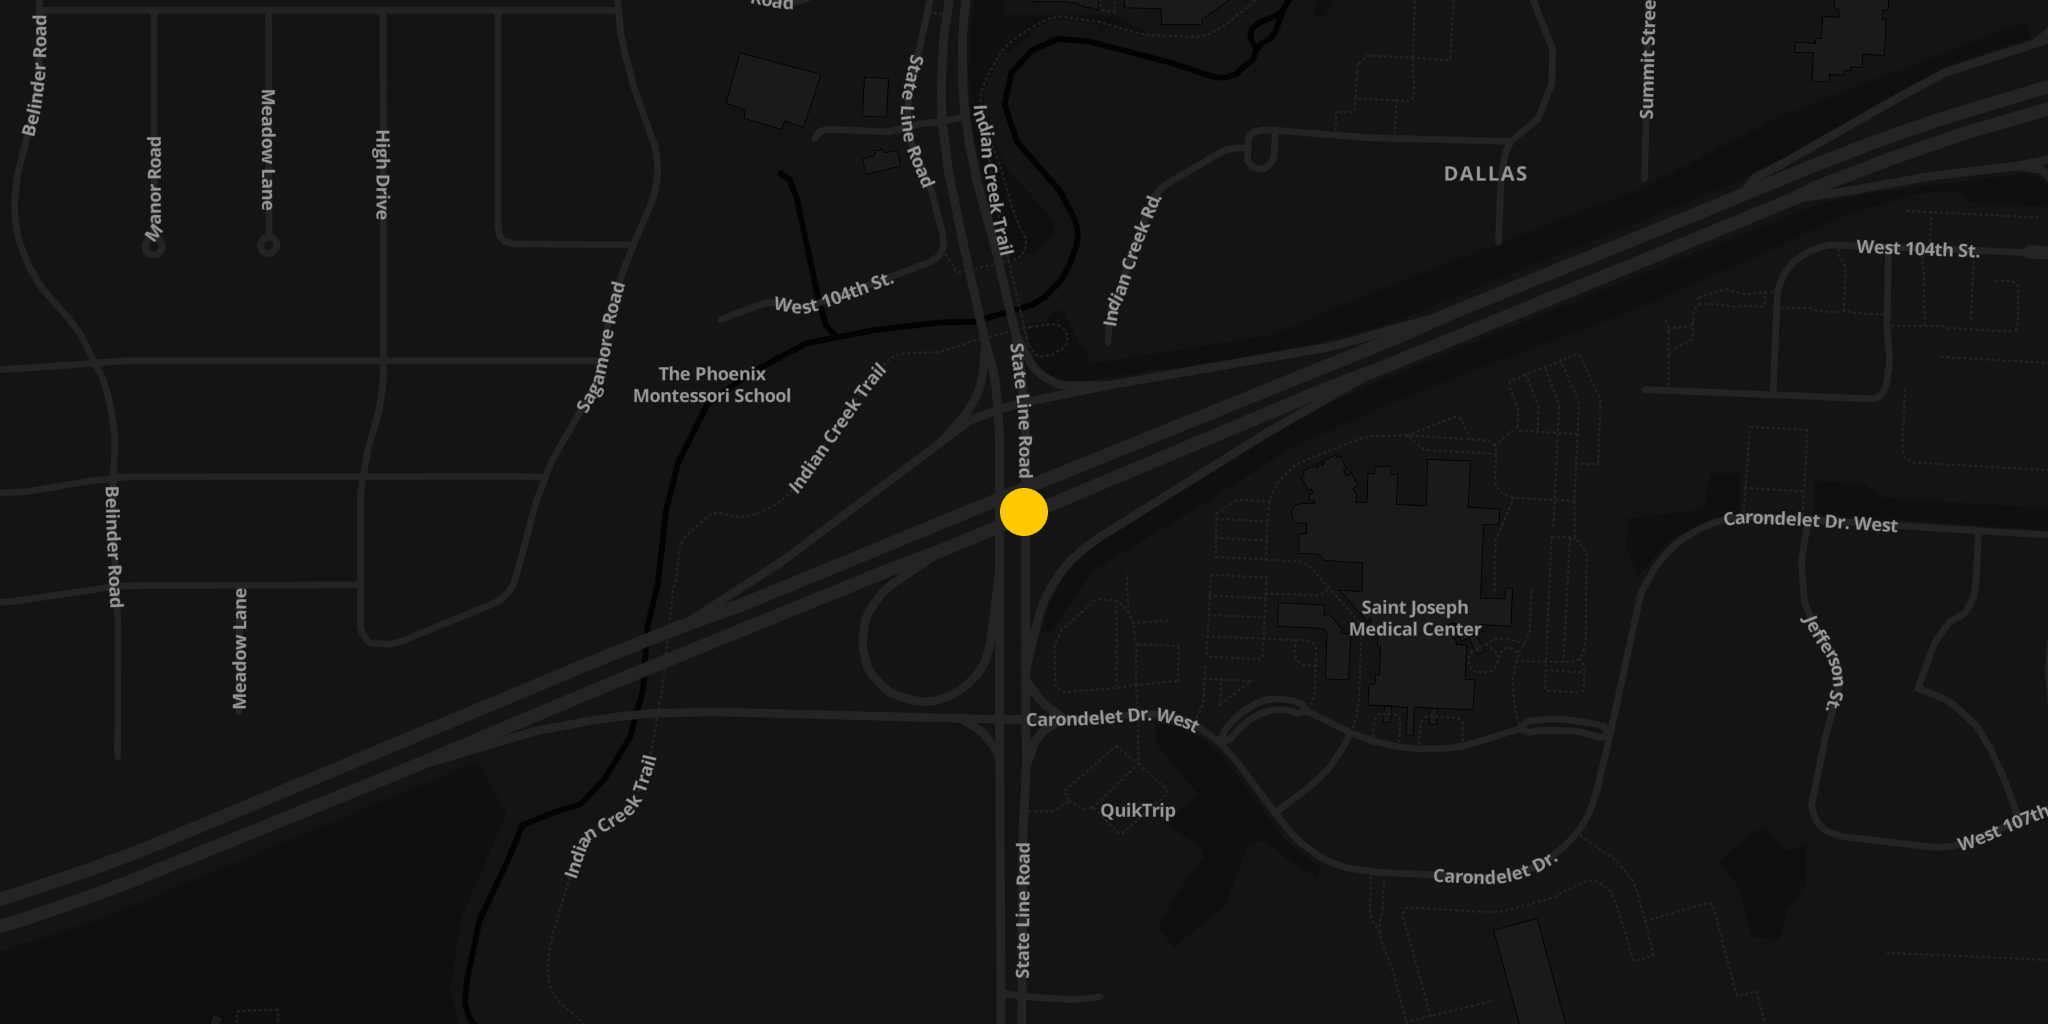 Road
Belinder Road
Manor Road
Meadow Lane
High Drive
State Line Road
Indian Creek Trail
Summit Street
DALLAS
Indian Creek Rd.
West 104th St.
West 104th St.
Sagamore Road
The Phoenix
Montessori School
Indian Creek Trail
State Line Road
Belinder Road
Carondelet Dr. West
Meadow Lane
Saint Joseph
Medical Center
Jefferson St.
Carondelet Dr. West
Indian Creek Trail
QuikTrip
West 107th
Carondelet Dr.
State Line Road